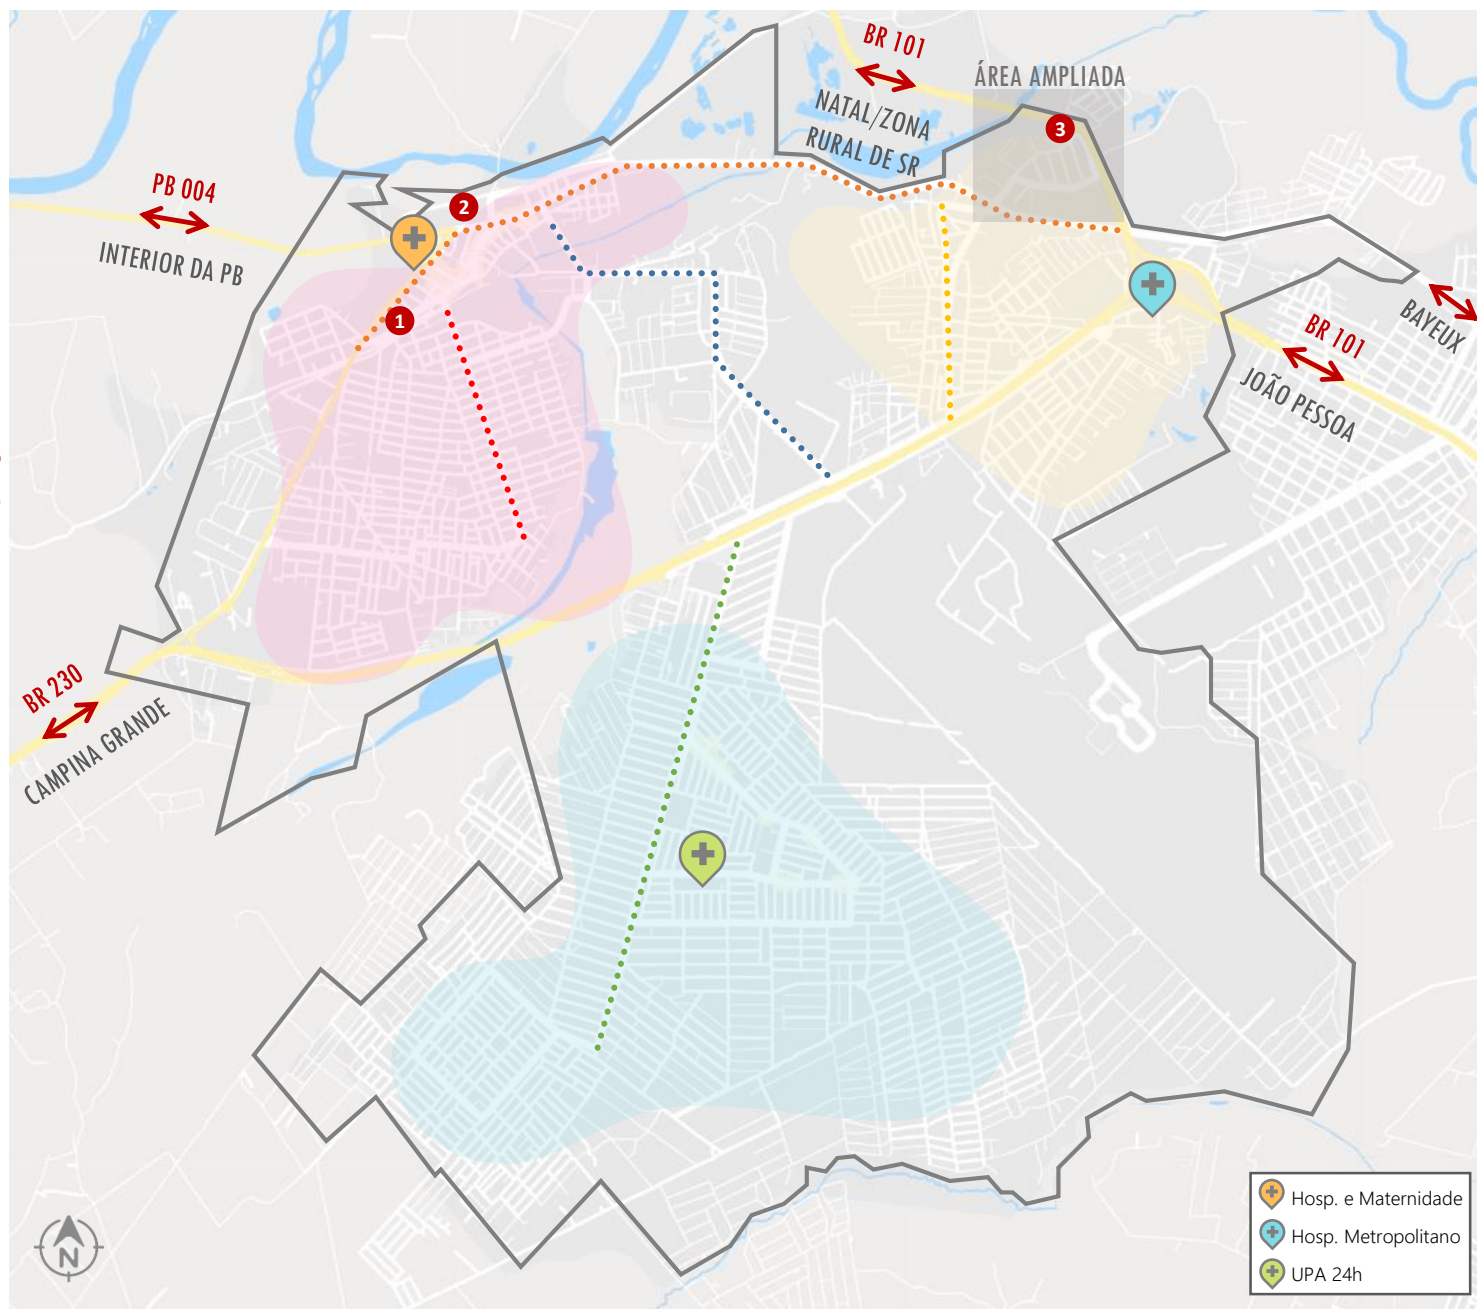 BR 101
ÁREA AMPLIADA
NATAL/ZONA
RURAL DE SR
3
PB 004
INTERIOR DA PB
2
1
BAYEUX
BR 101
JOÃO PESSOA
BR 230
CAMPINA GRANDE
N
Hosp. e Maternidade
Hosp. Metropolitano
UPA 24h